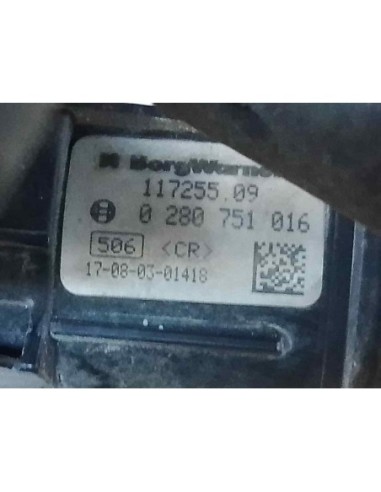 BorgWarner
117255.09
0 280 751 016
506 <CR>
17-08-03-01418